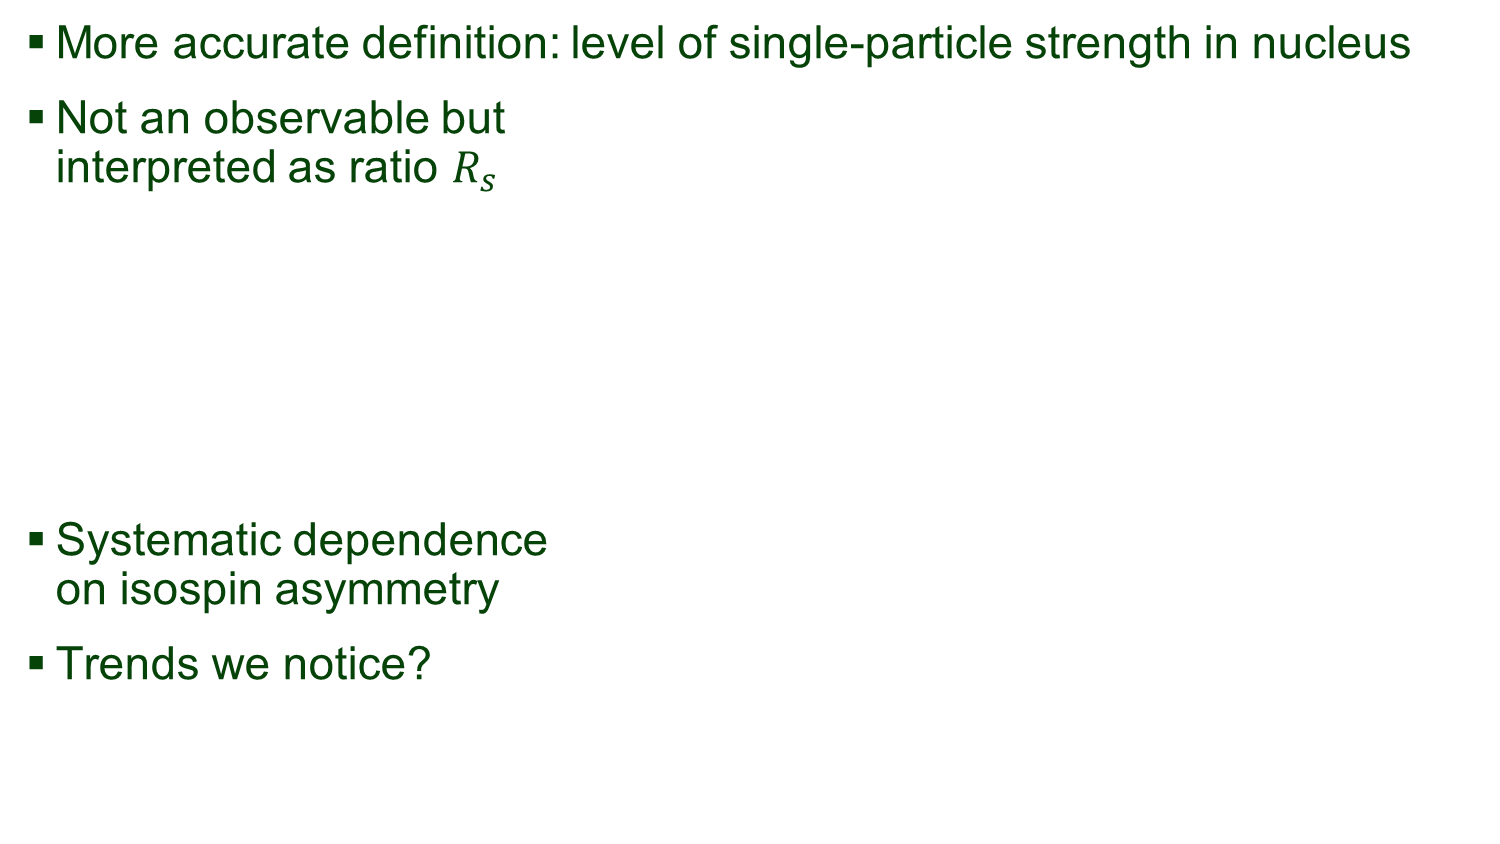 ▪ More accurate definition: level of single-particle strength in nucleus
▪ Not an observable but
interpreted as ratio $R_s$
▪ Systematic dependence
on isospin asymmetry
▪ Trends we notice?